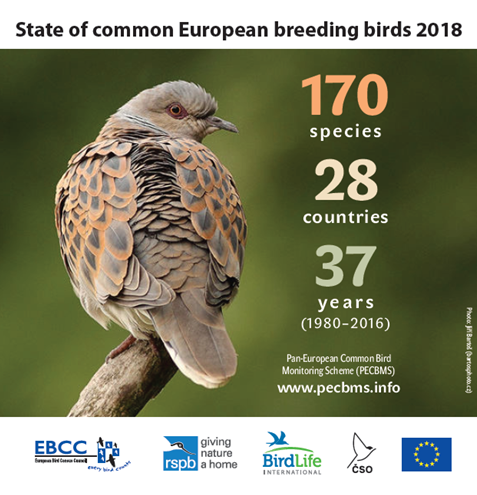 State of common European breeding birds 2018
170
species
28
countries
37
years
(1980–2016)
Pan-European Common Bird
Monitoring Scheme (PECBMS)
www.pecbms.info
Photo: Jiří Bartoš (bartosphoto.cz)
EBCC
European Bird Census Council
every bird counts
rspb
giving
nature
a home
BirdLife
INTERNATIONAL
ČSO